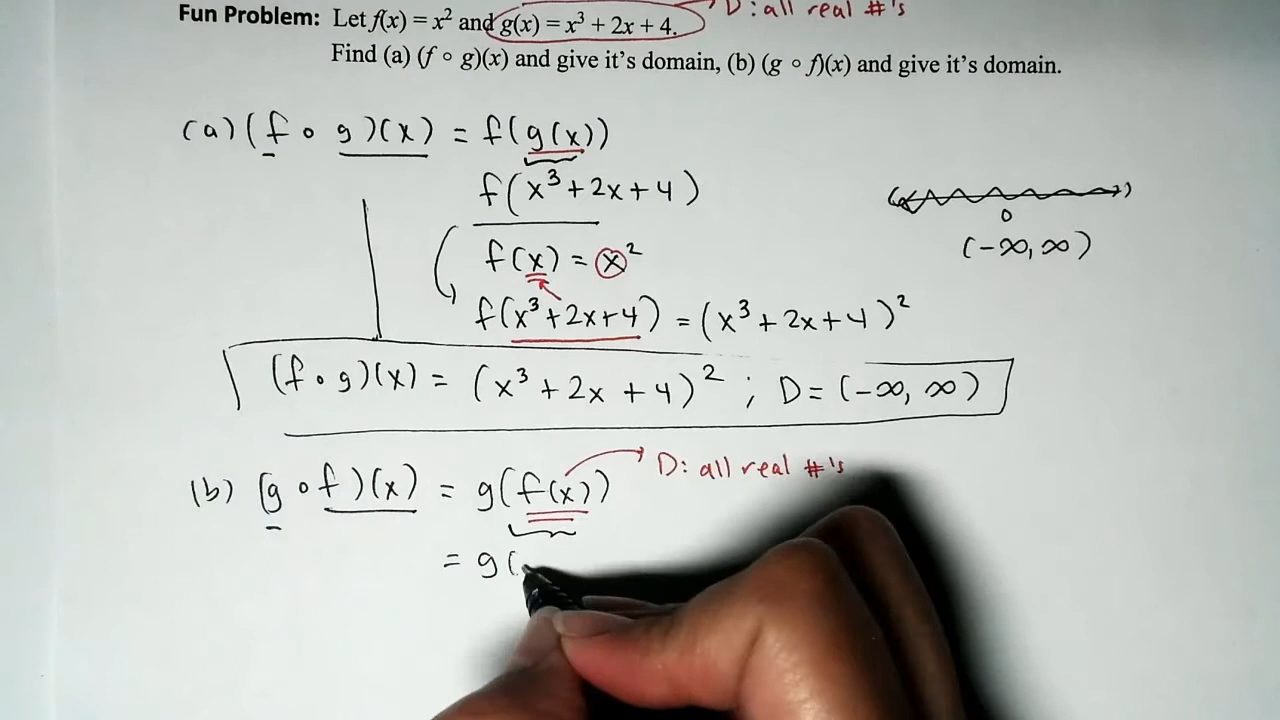 D: all real #'s
Fun Problem: Let f(x) = x² and g(x) = x³ + 2x + 4.
Find (a) (f ∘ g)(x) and give it's domain, (b) (g ∘ f)(x) and give it's domain.
(a) (f ∘ g)(x) = f(g(x))
f(x³+2x+4)
0
(-∞, ∞)
f(x) = x²
f(x³+2x+4) = (x³+2x+4)²
(f ∘ g)(x) = (x³+2x+4)² ; D = (-∞, ∞)
(b) (g ∘ f)(x) = g(f(x)) D: all real #'s
= g(